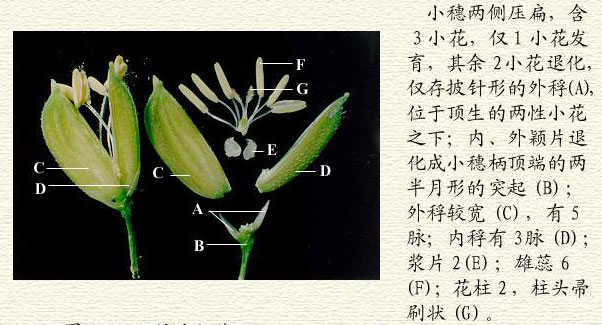 小穗两侧压扁，含
3小花，仅1小花发
育，其余2小花退化，
仅存披针形的外稃(A)，
位于顶生的两性小花
之下；内、外颖片退
化成小穗柄顶端的两
半月形的突起 (B)；
外稃较宽 (C)，有5
脉；内稃有3脉 (D)；
浆片2(E)；雄蕊6
(F)；花柱2，柱头帚
刷状 (G)。
F
G
E
C
D
C
D
A
B